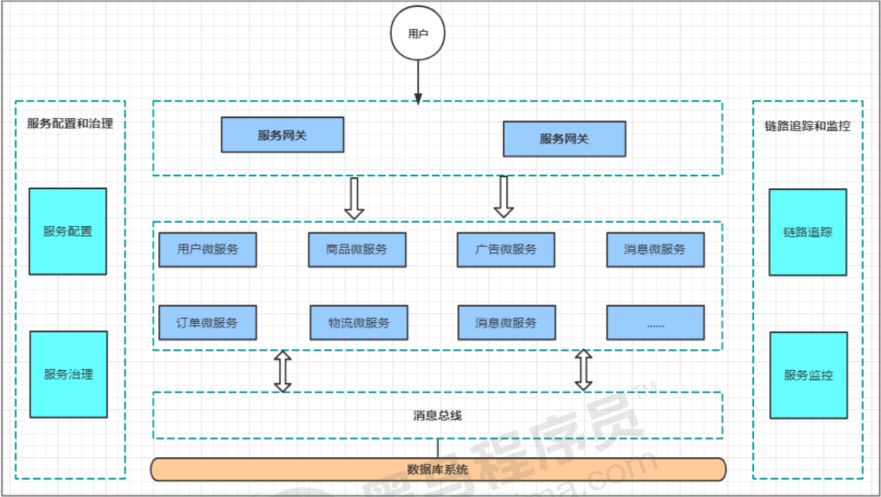 用户
服务配置和治理
服务网关
服务网关
链路追踪和监控
服务配置
链路追踪
用户微服务
商品微服务
广告微服务
消息微服务
订单微服务
物流微服务
消息微服务
......
服务治理
服务监控
消息总线
数据库系统
程序员
TM